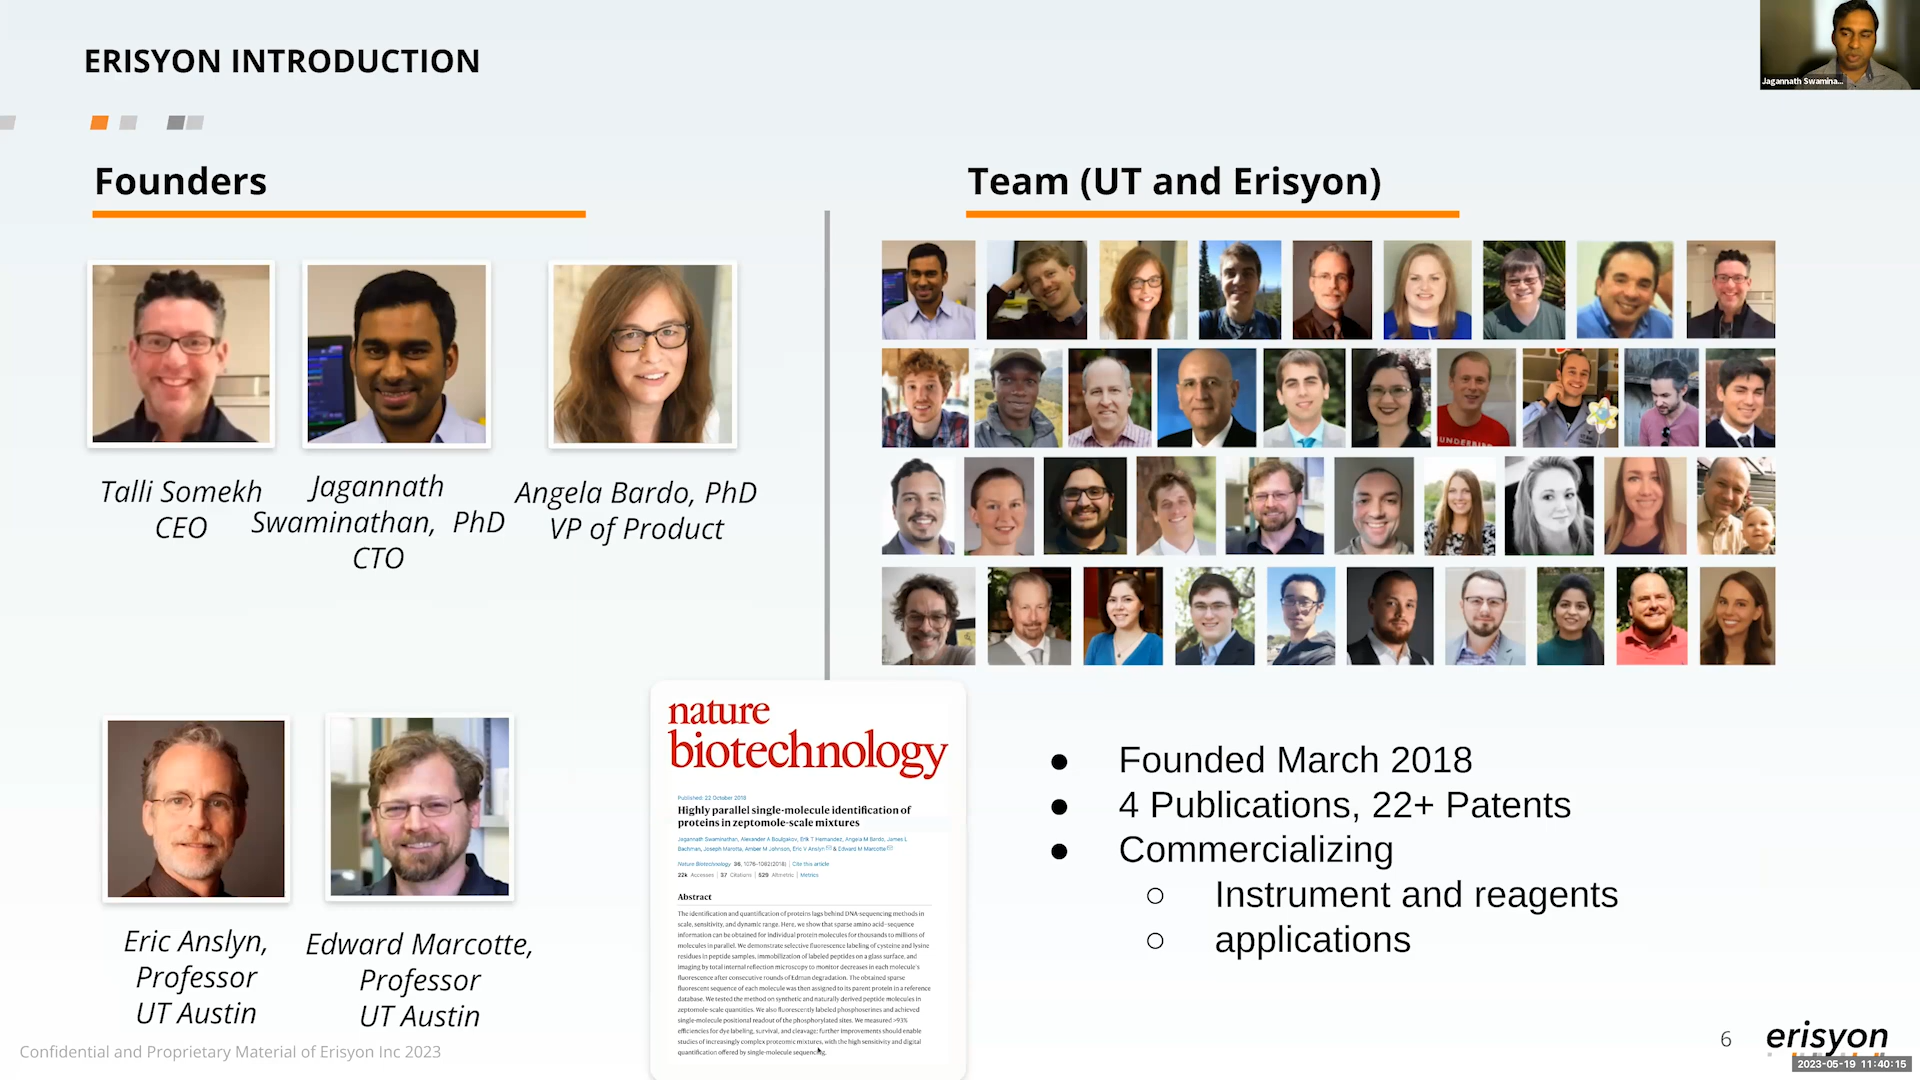 ERISYON INTRODUCTION
Jagannath Swamina...
Founders
Talli Somekh
CEO
Jagannath
Swaminathan, PhD
CTO
Angela Bardo, PhD
VP of Product
Eric Anslyn,
Professor
UT Austin
Edward Marcotte,
Professor
UT Austin
Team (UT and Erisyon)
nature
biotechnology
Published: 22 October 2018
Highly parallel single-molecule identification of
proteins in zeptomole-scale mixtures
Jagannath Swaminathan, Alexander A Boulgakov, Erik T Hernandez, Angela M Bardo, James L
Bachman, Joseph Marotta, Amber M Johnson, Eric V Anslyn & Edward M Marcotte
Nature Biotechnology 36, 1076–1082(2018) | Cite this article
22k Accesses | 37 Citations | 529 Altmetric | Metrics
Abstract
The identification and quantification of proteins lags behind DNA-sequencing methods in
scale, sensitivity, and dynamic range. Here, we show that sparse amino acid–sequence
information can be obtained for individual protein molecules for thousands to millions of
molecules in parallel. We demonstrate selective fluorescence labeling of cysteine and lysine
residues in peptide samples, immobilization of labeled peptides on a glass surface, and
imaging by total internal reflection microscopy to monitor decreases in each molecule's
fluorescence after consecutive rounds of Edman degradation. The obtained sparse
fluorescent sequence of each molecule was then assigned to its parent protein in a reference
database. We tested the method on synthetic and naturally derived peptide molecules in
zeptomole-scale quantities. We also fluorescently labeled phosphoserines and achieved
single-molecule positional readout of the phosphorylated sites. We measured >93%
efficiencies for dye labeling, survival, and cleavage; further improvements should enable
studies of increasingly complex proteomic mixtures, with the high sensitivity and digital
quantification offered by single-molecule sequencing.
● Founded March 2018
● 4 Publications, 22+ Patents
● Commercializing
○ Instrument and reagents
○ applications
Confidential and Proprietary Material of Erisyon Inc 2023
6
erisyon
2023-05-19 11:40:15